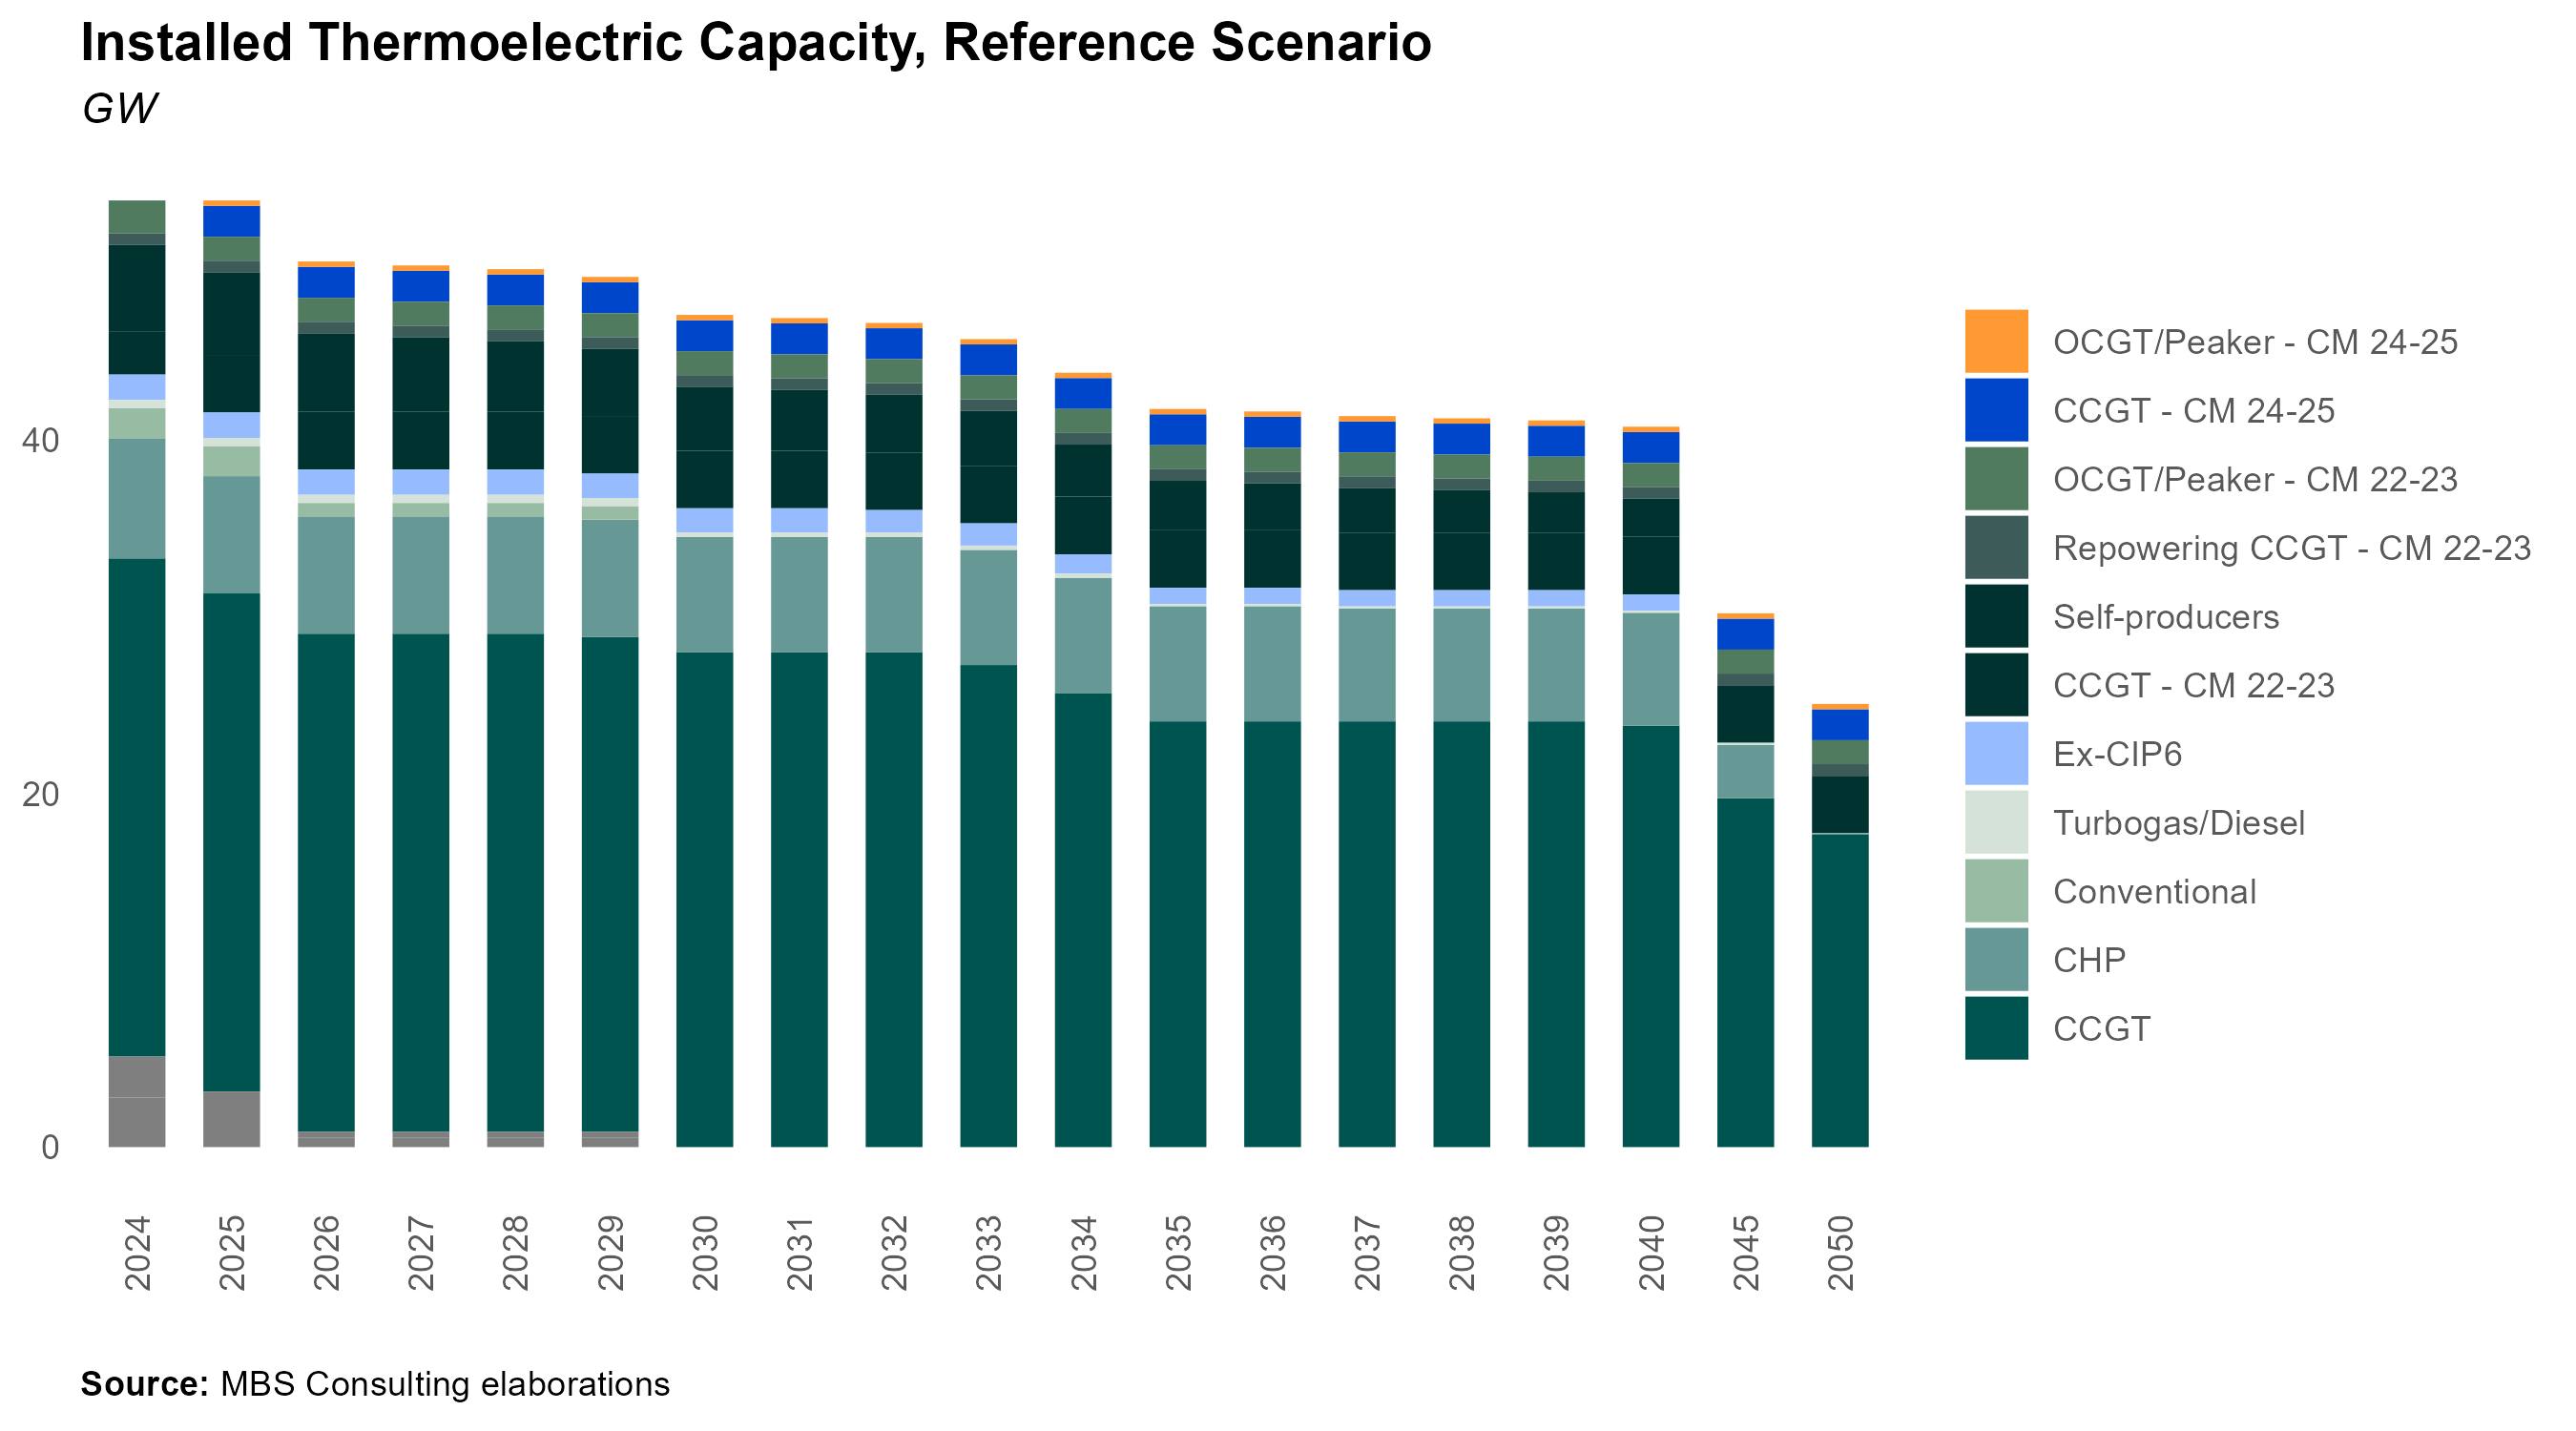 Installed Thermoelectric Capacity, Reference Scenario
GW
40
20
0
2024
2025
2026
2027
2028
2029
2030
2031
2032
2033
2034
2035
2036
2037
2038
2039
2040
2045
2050
OCGT/Peaker - CM 24-25
CCGT - CM 24-25
OCGT/Peaker - CM 22-23
Repowering CCGT - CM 22-23
Self-producers
CCGT - CM 22-23
Ex-CIP6
Turbogas/Diesel
Conventional
CHP
CCGT
Source: MBS Consulting elaborations